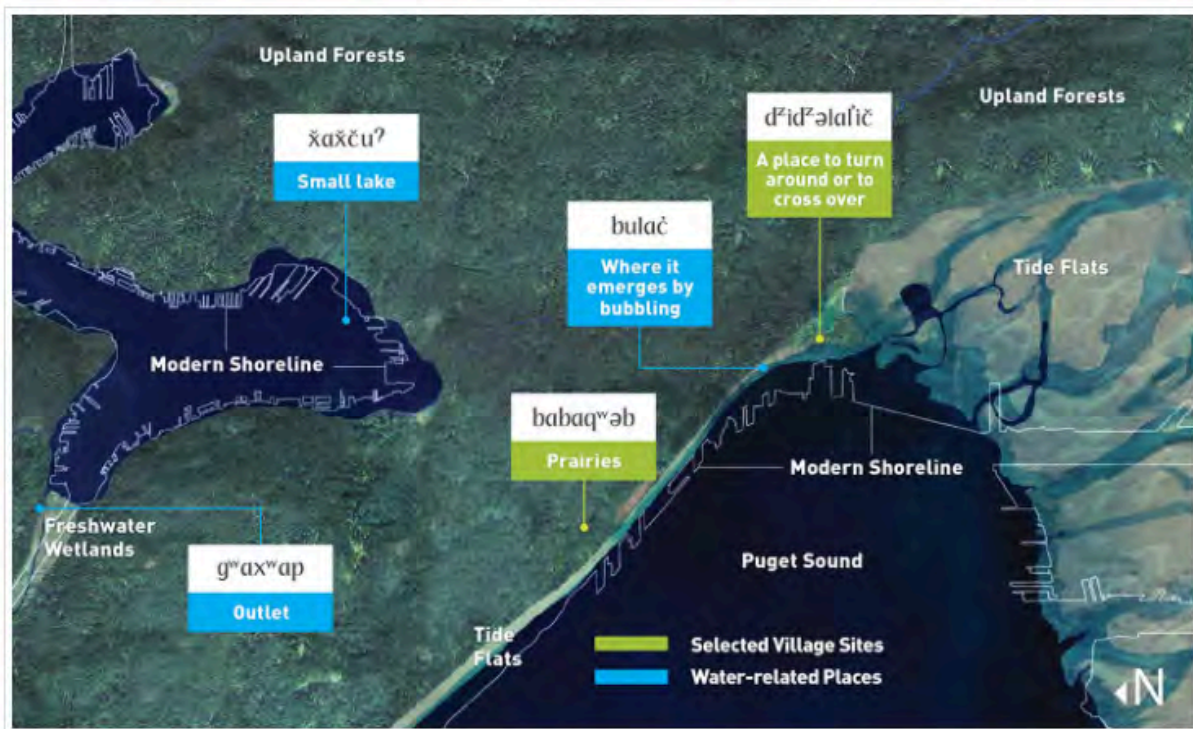 Upland Forests
Upland Forests
x̌ax̌ču?
Small lake
dᶻidᶻəlal̓ič
A place to turn
around or to
cross over
bulac̓
Where it
emerges by
bubbling
Tide Flats
Modern Shoreline
babaqʷəb
Prairies
Modern Shoreline
Freshwater
Wetlands
gʷaxʷap
Outlet
Puget Sound
Tide
Flats
Selected Village Sites
Water-related Places
N